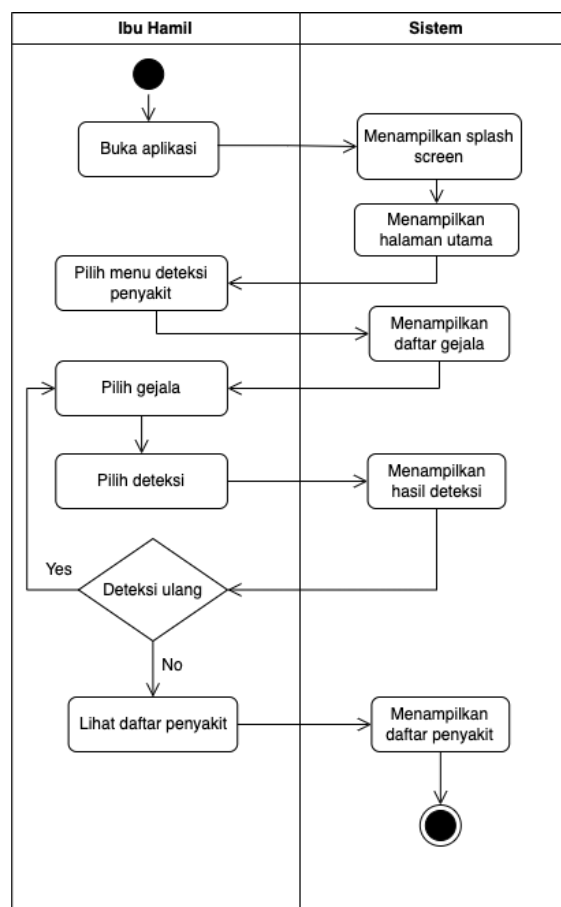 Ibu Hamil
Sistem
Buka aplikasi
Menampilkan splash
screen
Menampilkan
halaman utama
Pilih menu deteksi
penyakit
Menampilkan
daftar gejala
Pilih gejala
Pilih deteksi
Menampilkan
hasil deteksi
Yes
Deteksi ulang
No
Lihat daftar penyakit
Menampilkan
daftar penyakit